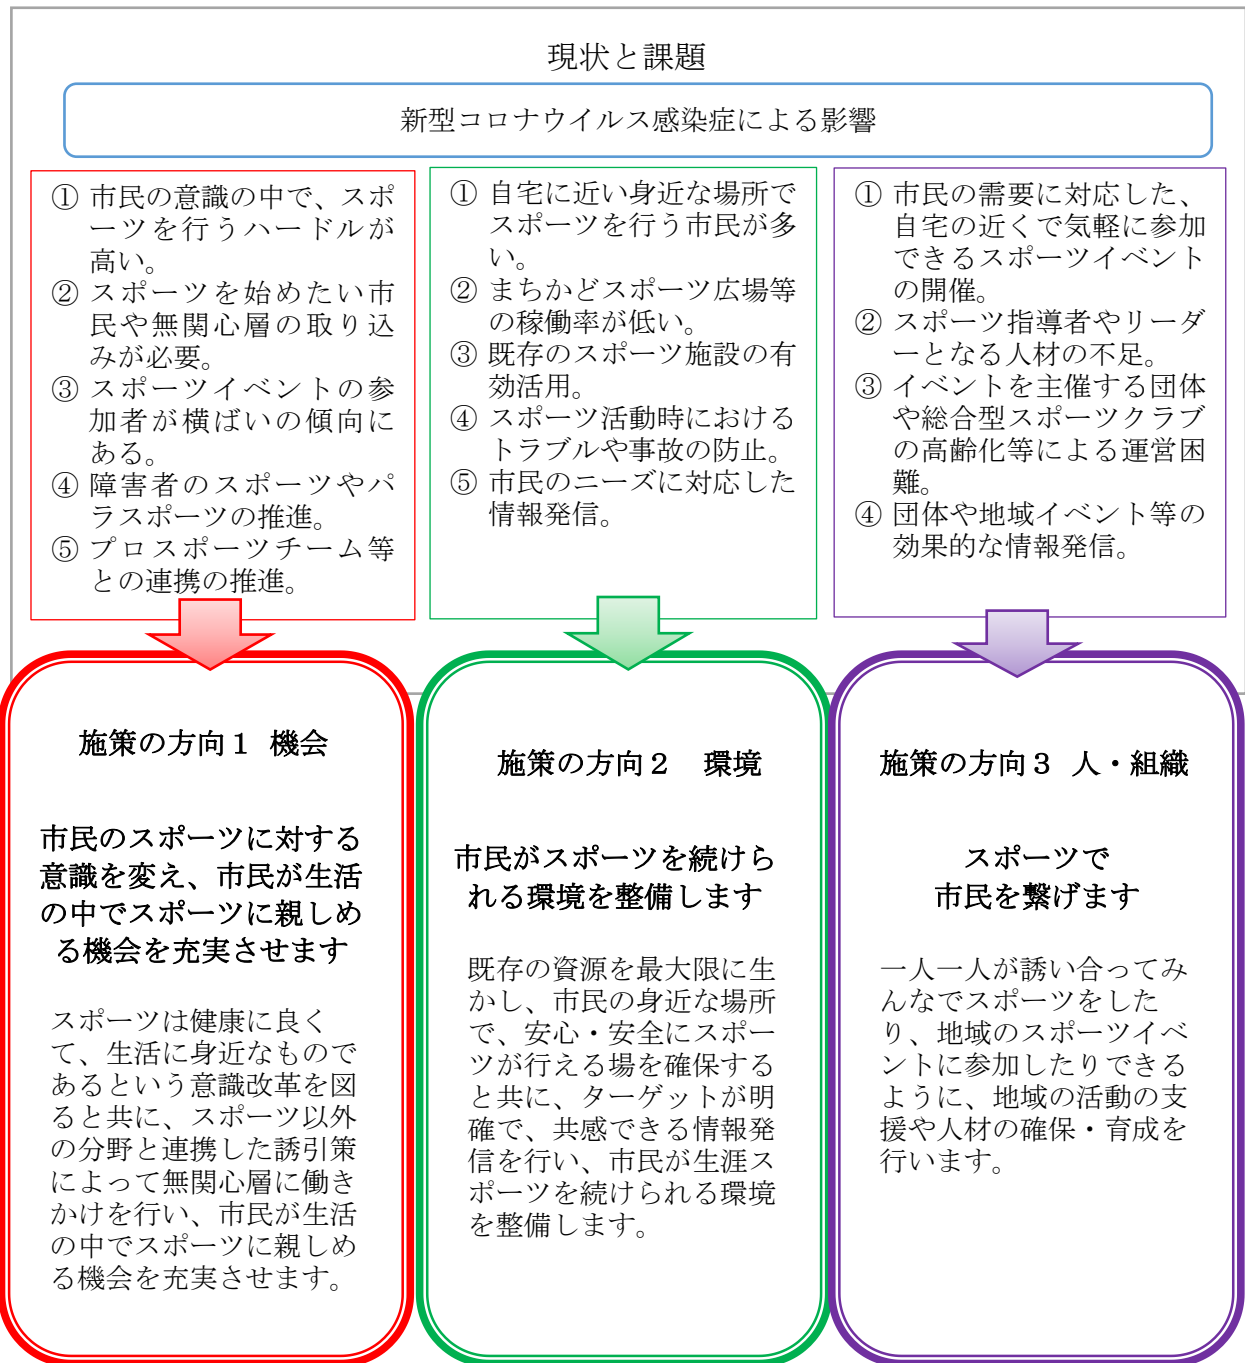 現状と課題
新型コロナウイルス感染症による影響
① 市民の意識の中で、スポ
ーツを行うハードルが
高い。
② スポーツを始めたい市
民や無関心層の取り込
みが必要。
③ スポーツイベントの参
加者が横ばいの傾向に
ある。
④ 障害者のスポーツやパ
ラスポーツの推進。
⑤ プロスポーツチーム等
との連携の推進。
① 自宅に近い身近な場所で
スポーツを行う市民が多
い。
② まちかどスポーツ広場等
の稼働率が低い。
③ 既存のスポーツ施設の有
効活用。
④ スポーツ活動時における
トラブルや事故の防止。
⑤ 市民のニーズに対応した
情報発信。
① 市民の需要に対応した、
自宅の近くで気軽に参加
できるスポーツイベント
の開催。
② スポーツ指導者やリーダ
ーとなる人材の不足。
③ イベントを主催する団体
や総合型スポーツクラブ
の高齢化等による運営困
難。
④ 団体や地域イベント等の
効果的な情報発信。
施策の方向１ 機会
市民のスポーツに対する
意識を変え、市民が生活
の中でスポーツに親しめ
る機会を充実させます
スポーツは健康に良く
て、生活に身近なもので
あるという意識改革を図
ると共に、スポーツ以外
の分野と連携した誘引策
によって無関心層に働き
かけを行い、市民が生活
の中でスポーツに親しめ
る機会を充実させます。
施策の方向２　環境
市民がスポーツを続けら
れる環境を整備します
既存の資源を最大限に生
かし、市民の身近な場所
で、安心・安全にスポー
ツが行える場を確保する
と共に、ターゲットが明
確で、共感できる情報発
信を行い、市民が生涯ス
ポーツを続けられる環境
を整備します。
施策の方向３ 人・組織
スポーツで
市民を繋げます
一人一人が誘い合ってみ
んなでスポーツをした
り、地域のスポーツイベ
ントに参加したりできる
ように、地域の活動の支
援や人材の確保・育成を
行います。